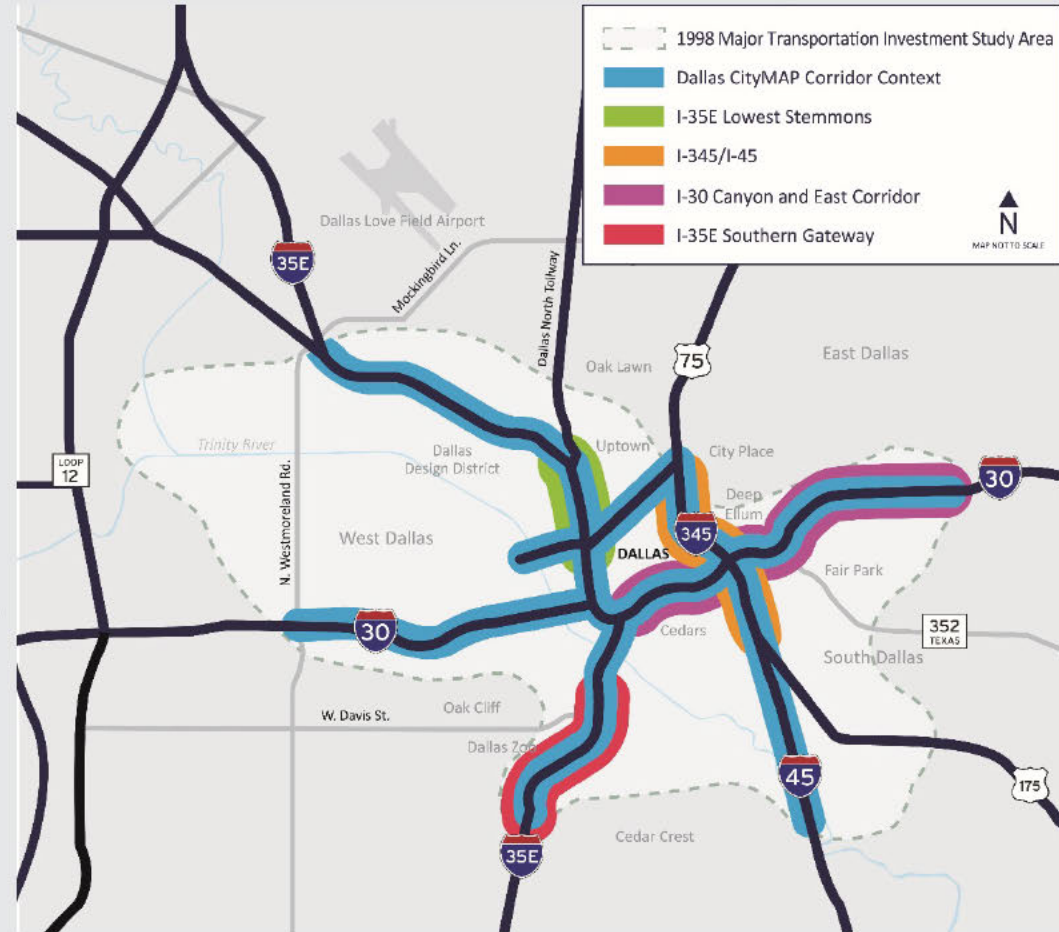 1998 Major Transportation Investment Study Area
Dallas CityMAP Corridor Context
I-35E Lowest Stemmons
I-345/I-45
I-30 Canyon and East Corridor
I-35E Southern Gateway
N
MAP NOT TO SCALE
Dallas Love Field Airport
35E
Mockingbird Ln.
Dallas North Tollway
75
East Dallas
Oak Lawn
LOOP
12
Trinity River
N. Westmoreland Rd.
Dallas
Design District
Uptown
City Place
30
Deep
Ellum
345
West Dallas
DALLAS
Fair Park
30
Cedars
352
TEXAS
South Dallas
W. Davis St.
Oak Cliff
Dallas Zoo
45
175
Cedar Crest
35E